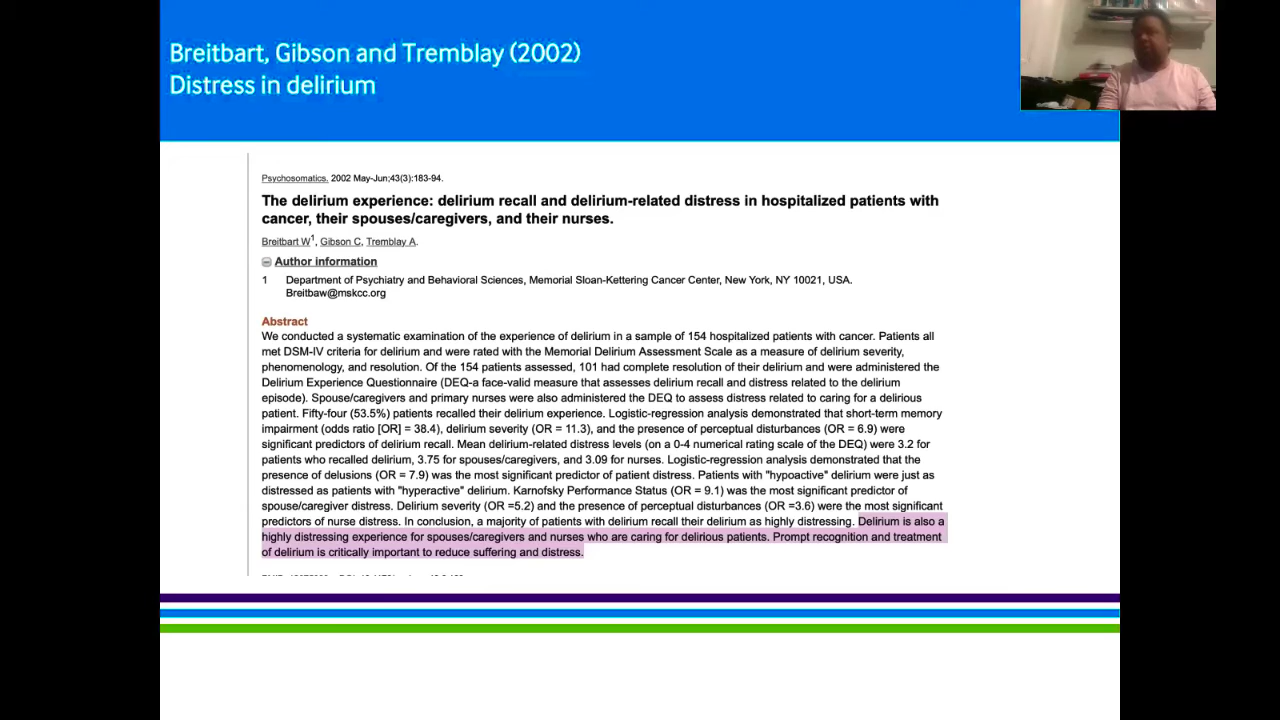 Breitbart, Gibson and Tremblay (2002)
Distress in delirium
Psychosomatics. 2002 May-Jun;43(3):183-94.
The delirium experience: delirium recall and delirium-related distress in hospitalized patients with
cancer, their spouses/caregivers, and their nurses.
Breitbart W1, Gibson C, Tremblay A.
Author information
1 Department of Psychiatry and Behavioral Sciences, Memorial Sloan-Kettering Cancer Center, New York, NY 10021, USA.
Breitbaw@mskcc.org
Abstract
We conducted a systematic examination of the experience of delirium in a sample of 154 hospitalized patients with cancer. Patients all
met DSM-IV criteria for delirium and were rated with the Memorial Delirium Assessment Scale as a measure of delirium severity,
phenomenology, and resolution. Of the 154 patients assessed, 101 had complete resolution of their delirium and were administered the
Delirium Experience Questionnaire (DEQ-a face-valid measure that assesses delirium recall and distress related to the delirium
episode). Spouse/caregivers and primary nurses were also administered the DEQ to assess distress related to caring for a delirious
patient. Fifty-four (53.5%) patients recalled their delirium experience. Logistic-regression analysis demonstrated that short-term memory
impairment (odds ratio [OR] = 38.4), delirium severity (OR = 11.3), and the presence of perceptual disturbances (OR = 6.9) were
significant predictors of delirium recall. Mean delirium-related distress levels (on a 0-4 numerical rating scale of the DEQ) were 3.2 for
patients who recalled delirium, 3.75 for spouses/caregivers, and 3.09 for nurses. Logistic-regression analysis demonstrated that the
presence of delusions (OR = 7.9) was the most significant predictor of patient distress. Patients with "hypoactive" delirium were just as
distressed as patients with "hyperactive" delirium. Karnofsky Performance Status (OR = 9.1) was the most significant predictor of
spouse/caregiver distress. Delirium severity (OR =5.2) and the presence of perceptual disturbances (OR =3.6) were the most significant
predictors of nurse distress. In conclusion, a majority of patients with delirium recall their delirium as highly distressing. Delirium is also a
highly distressing experience for spouses/caregivers and nurses who are caring for delirious patients. Prompt recognition and treatment
of delirium is critically important to reduce suffering and distress.